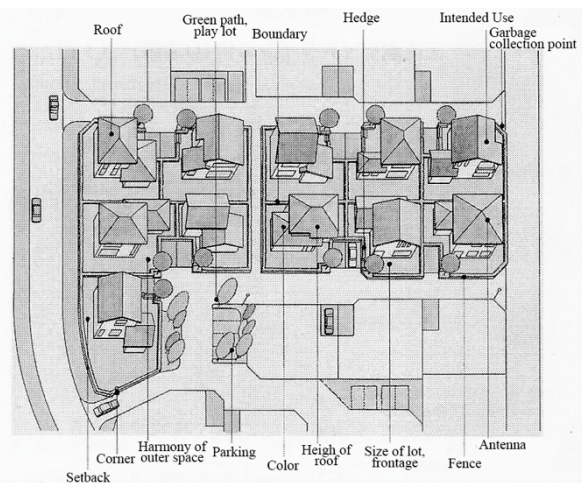 Roof
Green path,
play lot
Boundary
Hedge
Intended Use
Garbage
collection point
Setback
Corner
Harmony of
outer space
Parking
Color
Heigh of
roof
Size of lot,
frontage
Fence
Antenna